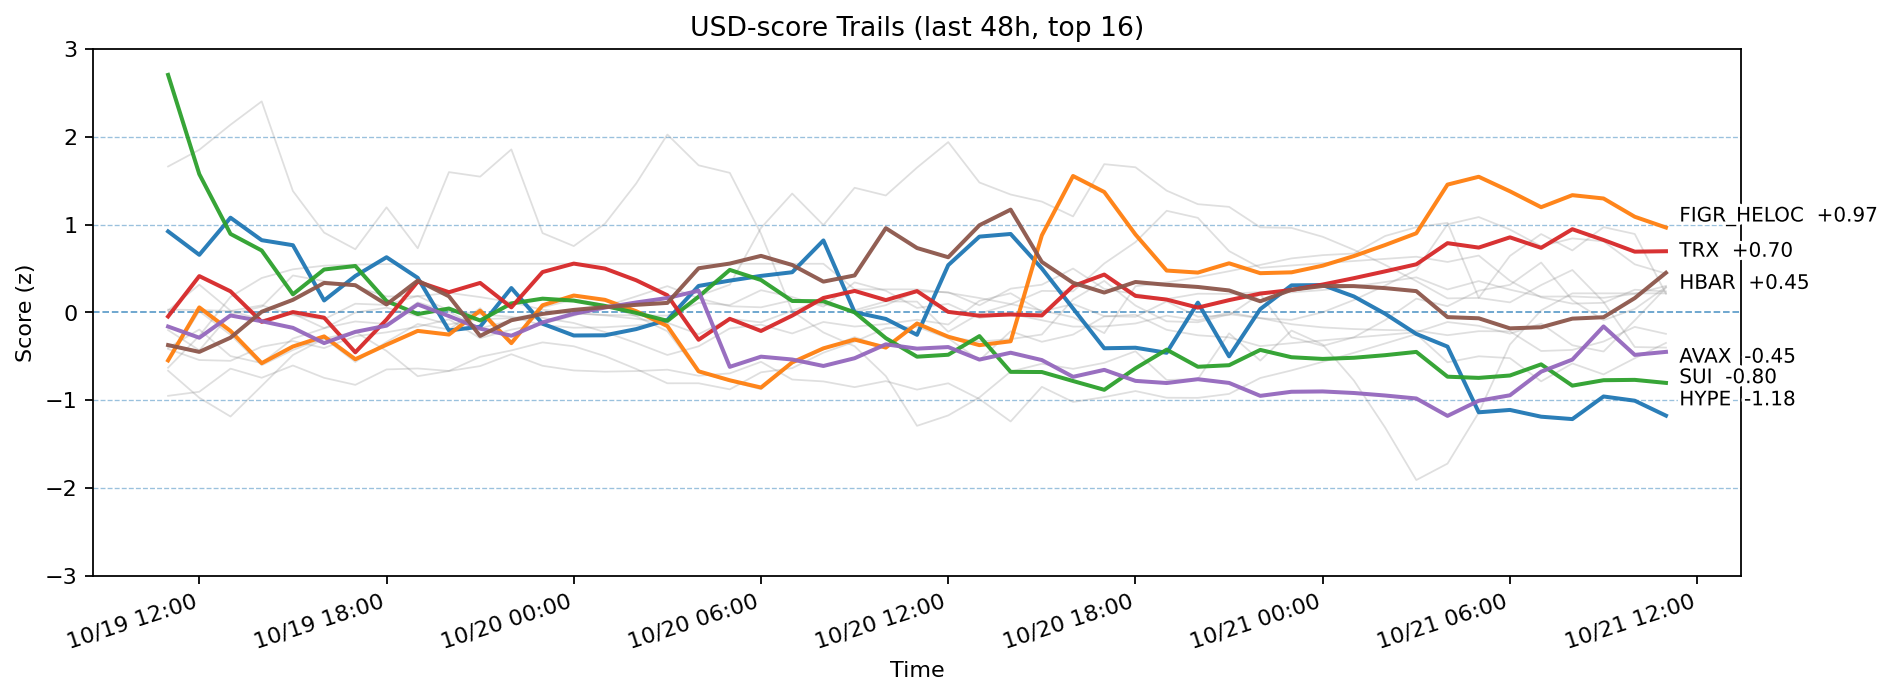 USD-score Trails (last 48h, top 16)
Score (z)
3
2
1
0
−1
−2
−3
FIGR_HELOC +0.97
TRX +0.70
HBAR +0.45
AVAX -0.45
SUI -0.80
HYPE -1.18
10/19 12:00
10/19 18:00
10/20 00:00
10/20 06:00
10/20 12:00
10/20 18:00
10/21 00:00
10/21 06:00
10/21 12:00
Time